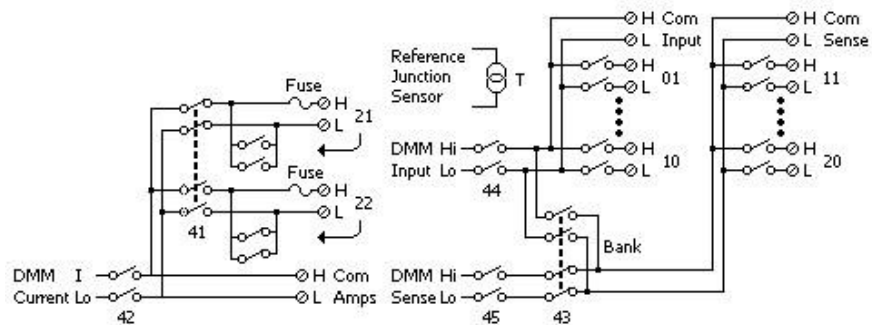 Fuse
H
21
L
Fuse
H
22
L
41
DMM I
H Com
Current Lo
L Amps
42
Reference
Junction
Sensor
T
H Com
L Input
H
01
L
DMM Hi
H
10
Input Lo
L
44
Bank
DMM Hi
Sense Lo
45
43
H Com
L Sense
H
11
L
H
20
L